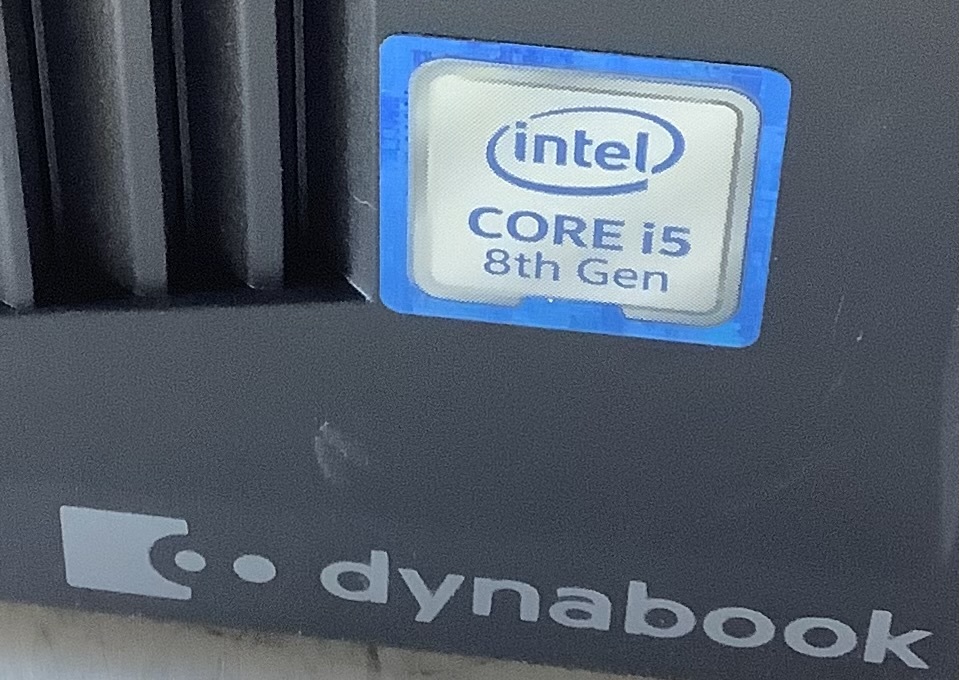 intel
CORE i5
8th Gen
dynabook